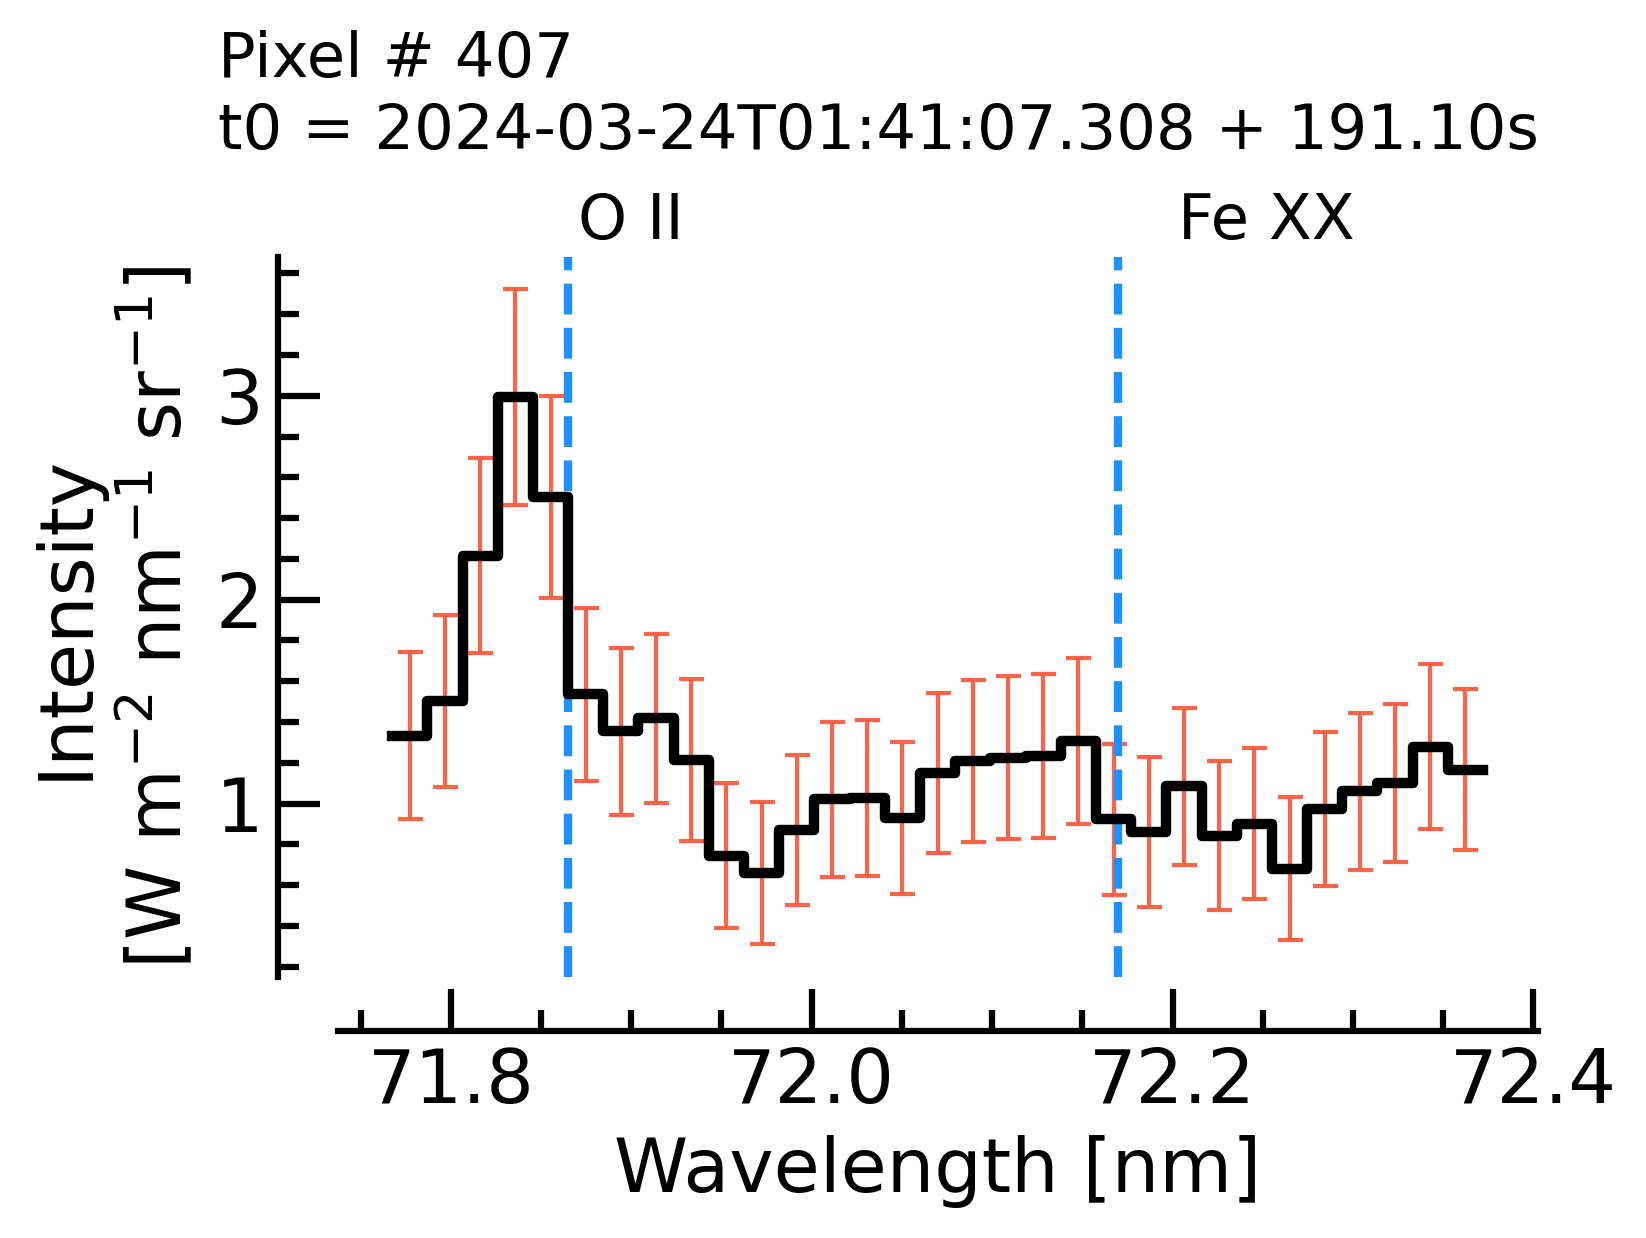 Pixel # 407
t0 = 2024-03-24T01:41:07.308 + 191.10s
O II Fe XX
Intensity
[W m⁻² nm⁻¹ sr⁻¹]
3
2
1
71.8 72.0 72.2 72.4
Wavelength [nm]